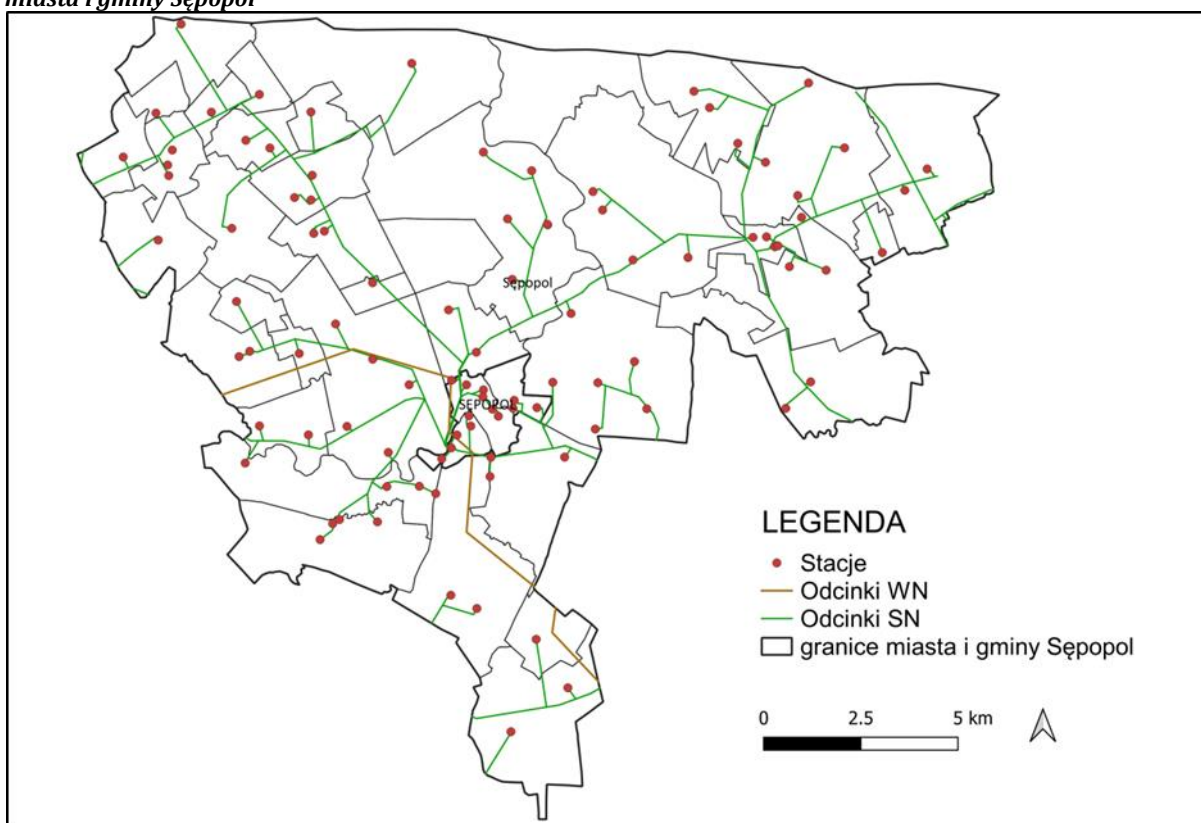 miasta i gminy Sępopol
Sępopol
SĘPOPOL
LEGENDA
Stacje
Odcinki WN
Odcinki SN
granice miasta i gminy Sępopol
0 2.5 5 km